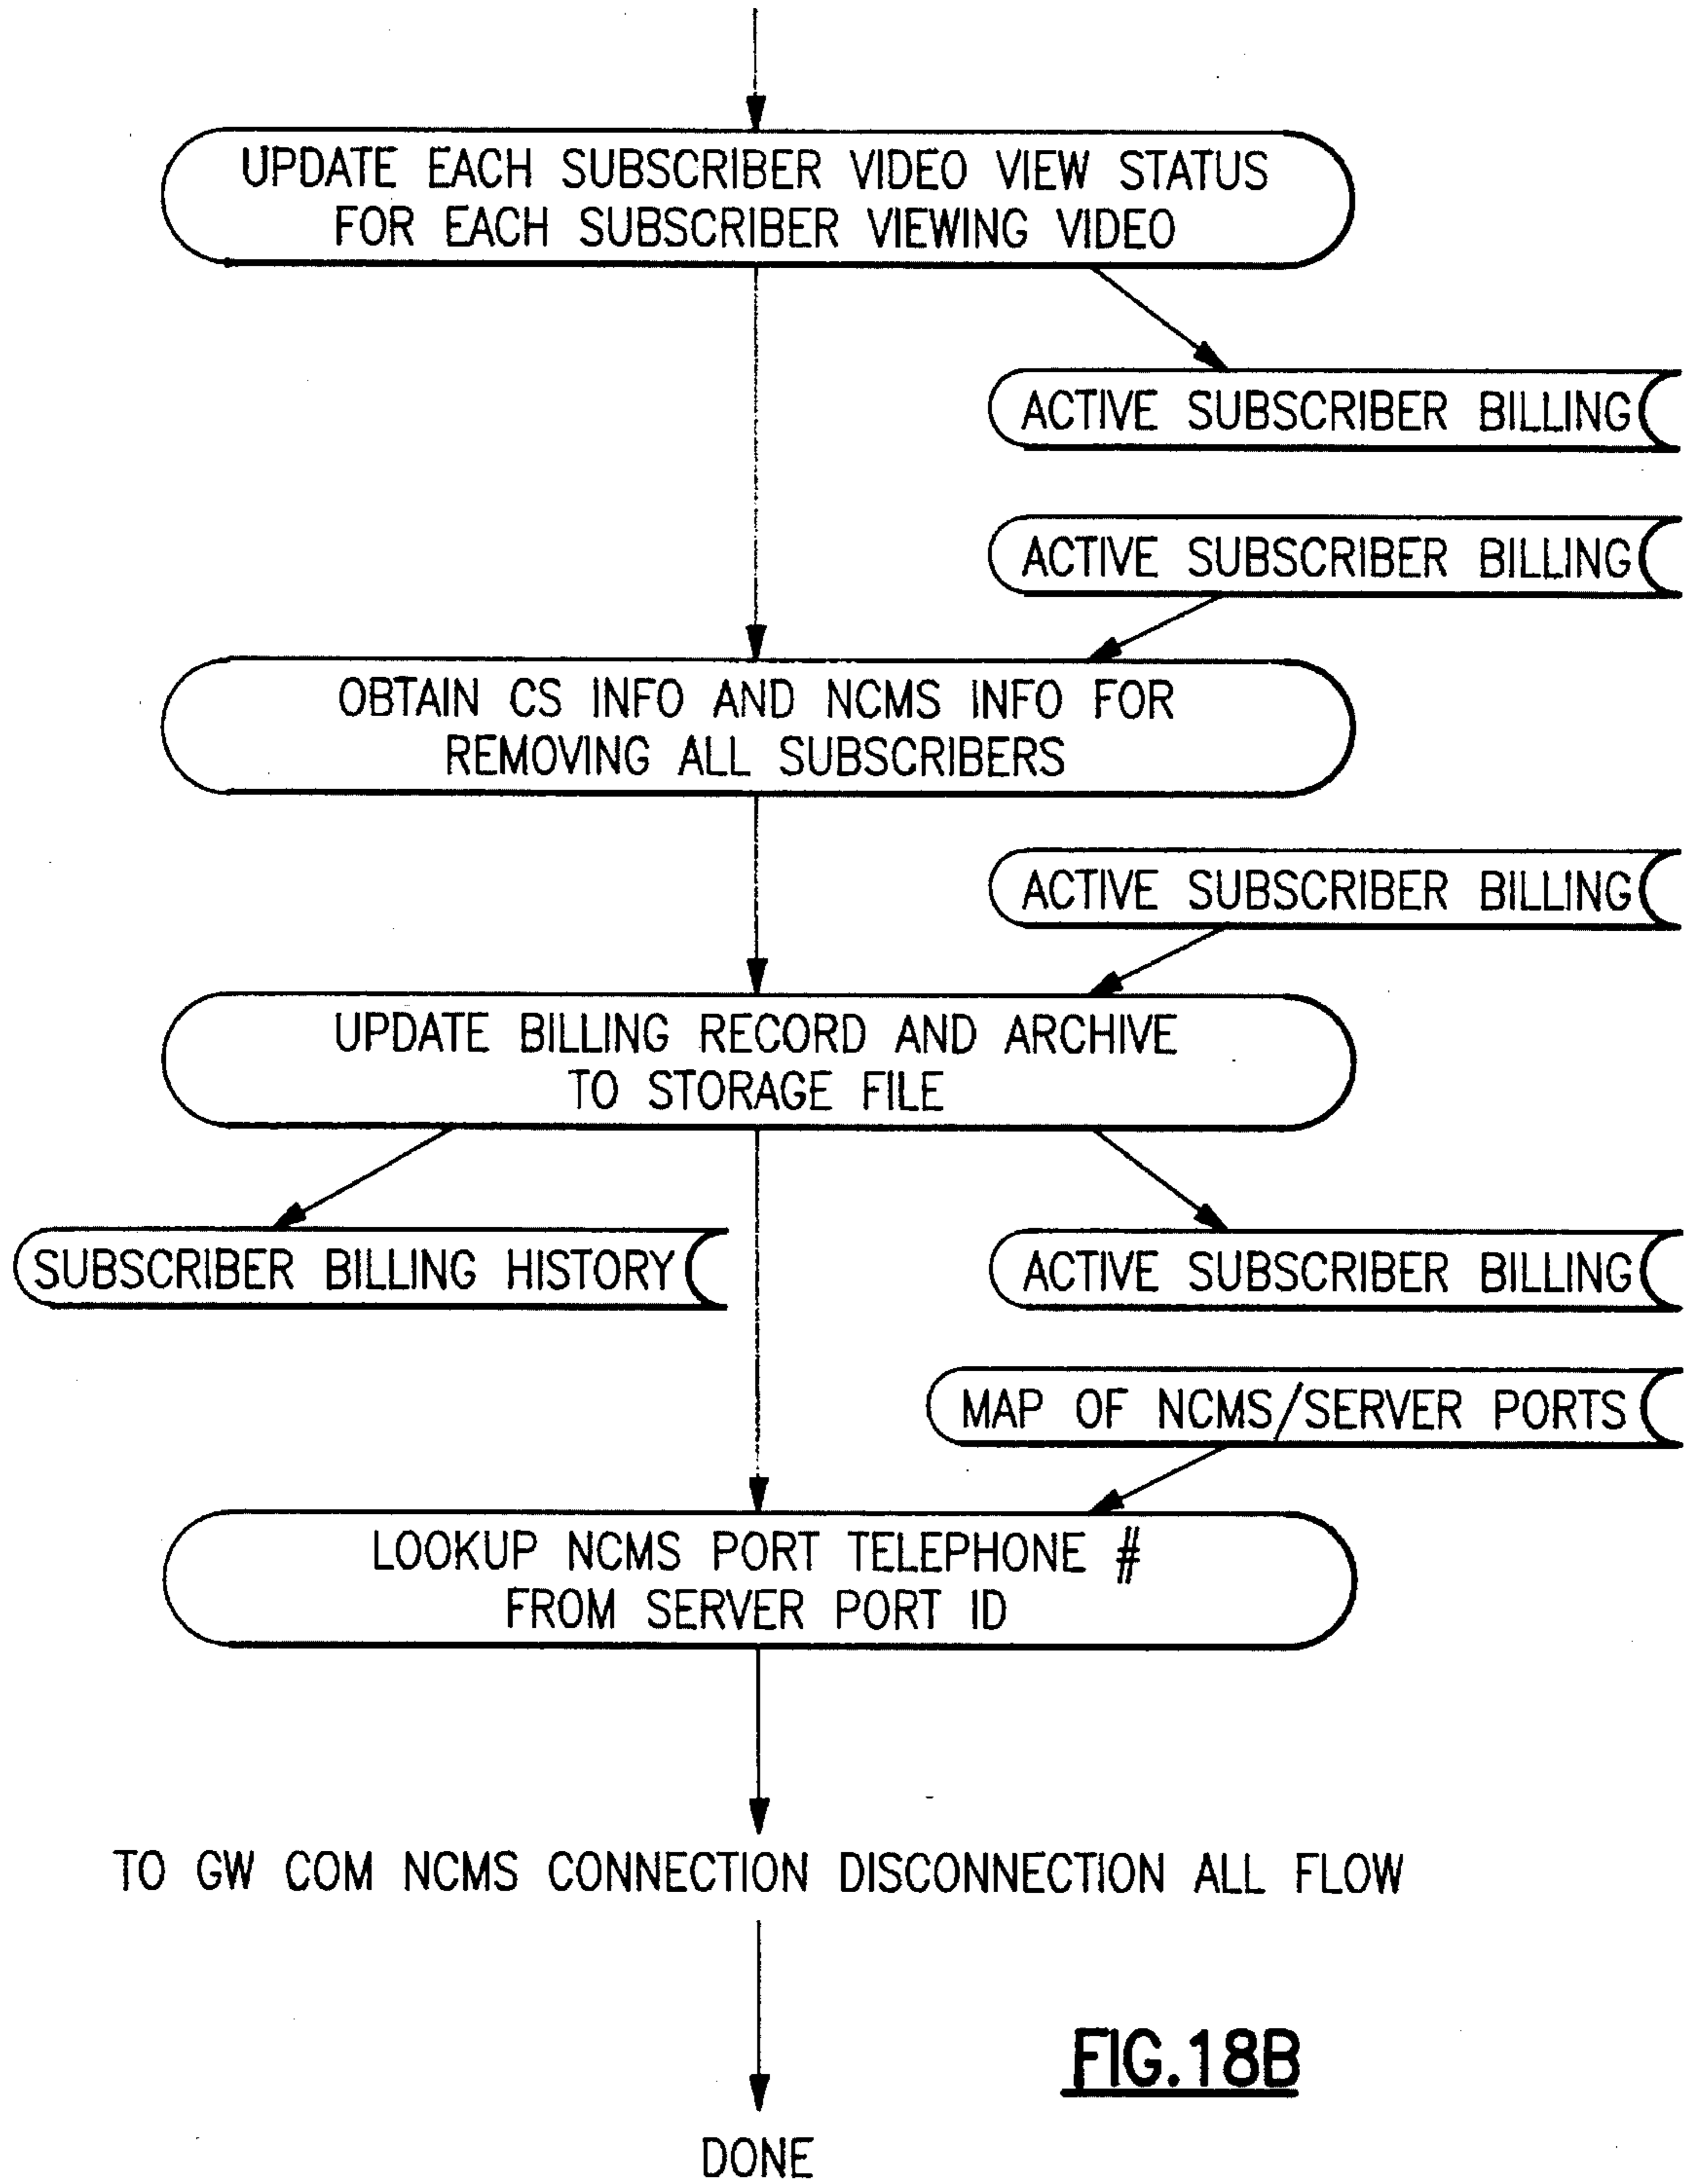 UPDATE EACH SUBSCRIBER VIDEO VIEW STATUS
FOR EACH SUBSCRIBER VIEWING VIDEO
ACTIVE SUBSCRIBER BILLING
ACTIVE SUBSCRIBER BILLING
OBTAIN CS INFO AND NCMS INFO FOR
REMOVING ALL SUBSCRIBERS
ACTIVE SUBSCRIBER BILLING
UPDATE BILLING RECORD AND ARCHIVE
TO STORAGE FILE
SUBSCRIBER BILLING HISTORY
ACTIVE SUBSCRIBER BILLING
MAP OF NCMS/SERVER PORTS
LOOKUP NCMS PORT TELEPHONE #
FROM SERVER PORT ID
TO GW COM NCMS CONNECTION DISCONNECTION ALL FLOW
DONE
FIG.18B